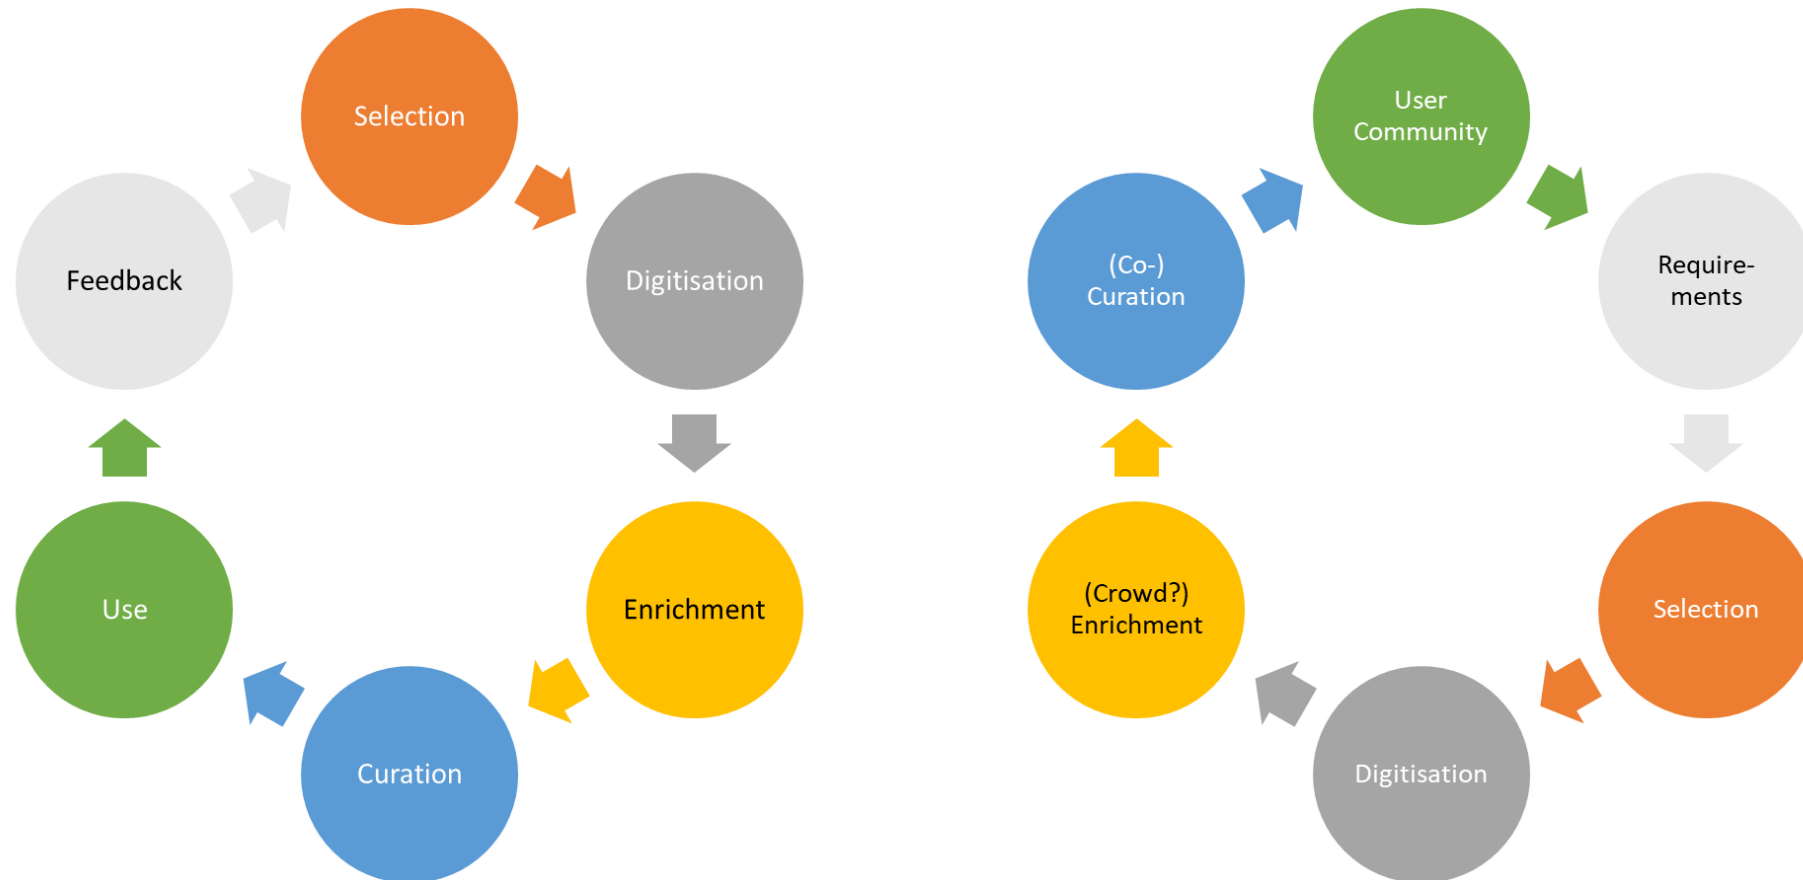 Selection
Digitisation
Enrichment
Curation
Use
Feedback
User
Community
Require-
ments
Selection
Digitisation
(Crowd?)
Enrichment
(Co-)
Curation